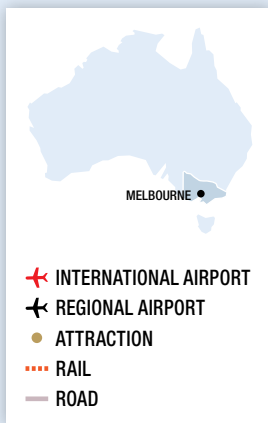 MELBOURNE
INTERNATIONAL AIRPORT
REGIONAL AIRPORT
ATTRACTION
RAIL
ROAD